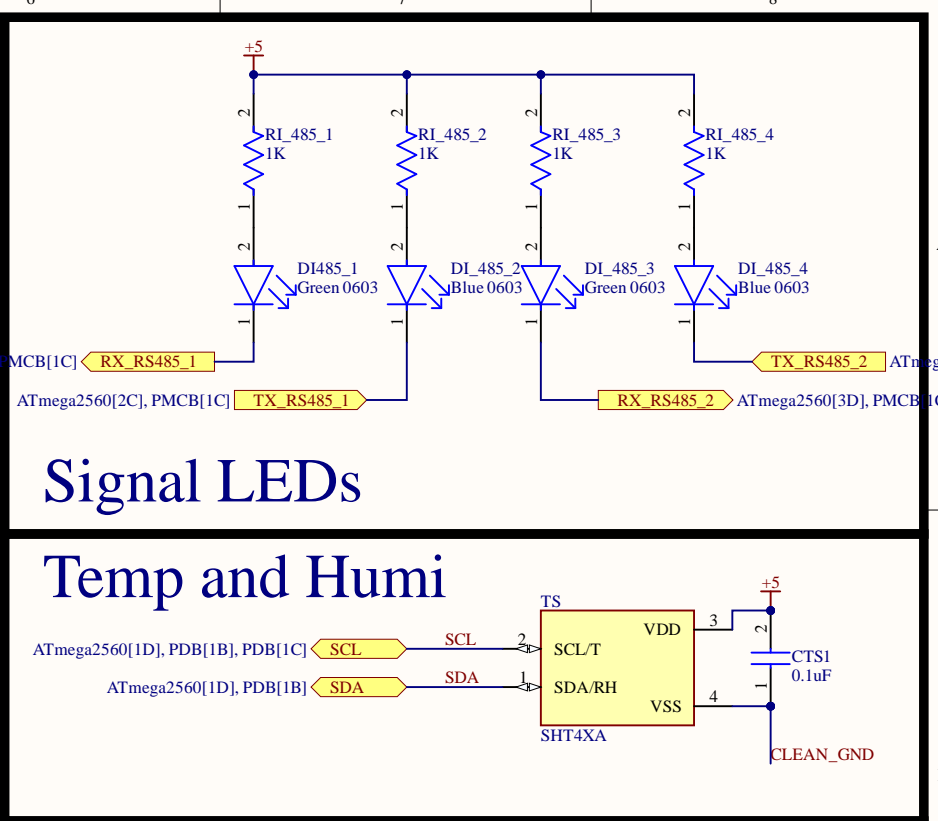 +5
2 2 2 2
RI_485_1 RI_485_2 RI_485_3 RI_485_4
1K 1K 1K 1K
1 1 1 1
2 2 2 2
DI485_1 DI_485_2 DI_485_3 DI_485_4
Green 0603 Blue 0603 Green 0603 Blue 0603
1 1 1 1
PMCB[1C] RX_RS485_1 TX_RS485_2
ATmega2560[2C], PMCB[1C] TX_RS485_1 RX_RS485_2 ATmega2560[3D],
Signal LEDs
Temp and Humi
+5
TS
3
VDD
2
SCL 2
ATmega2560[1D], PDB[1B], PDB[1C] SCL SCL/T
CTS1
0.1uF
SDA 1
ATmega2560[1D], PDB[1B] SDA SDA/RH
1
4
VSS
SHT4XA
CLEAN_GND